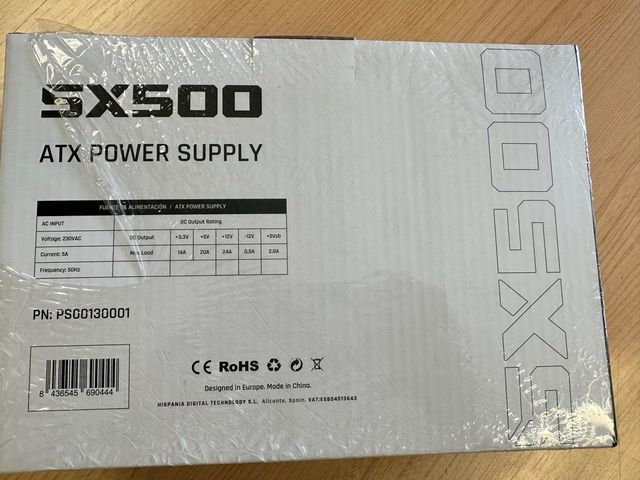 SX500
ATX POWER SUPPLY
FUENTE DE ALIMENTACIÓN / ATX POWER SUPPLY
AC INPUT DC Output Rating
Voltage: 230VAC DC Output +3.3V +5V +12V -12V +5Vsb
Current: 5A Max Load 14A 20A 24A 0.5A 2.0A
Frequency: 50Hz
PN: PS00130001
8 436545 690444
CE RoHS
Designed in Europe. Made in China.
HISPANIA DIGITAL TECHNOLOGY S.L. Alicante, Spain. VAT:ESB54513643
SX500